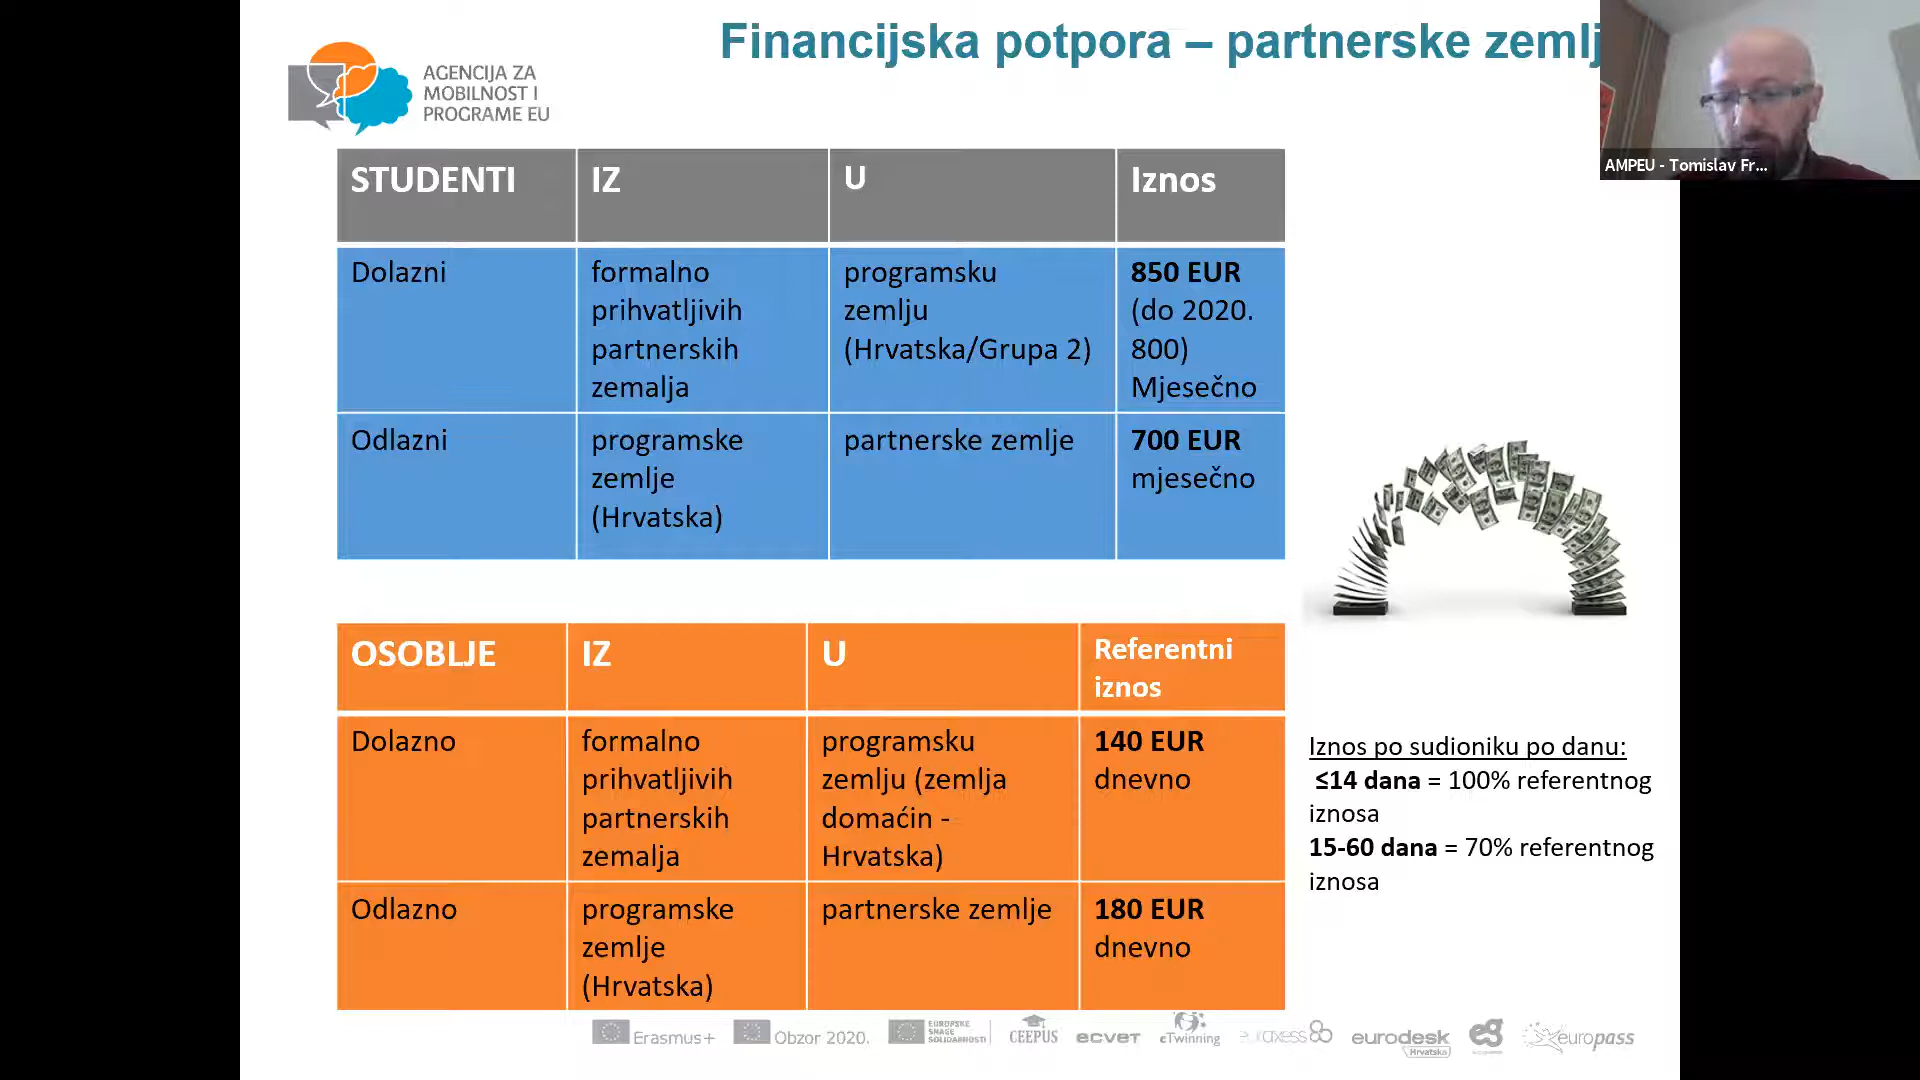 Financijska potpora – partnerske zemlj
AGENCIJA ZA
MOBILNOST I
PROGRAME EU
AMPEU - Tomislav Fr...
STUDENTI IZ U Iznos
Dolazni
formalno
prihvatljivih
partnerskih
zemalja
programsku
zemlju
(Hrvatska/Grupa 2)
850 EUR
(do 2020.
800)
Mjesečno
Odlazni
programske
zemlje
(Hrvatska)
partnerske zemlje
700 EUR
mjesečno
OSOBLJE IZ U
Referentni
iznos
Dolazno
formalno
prihvatljivih
partnerskih
zemalja
programsku
zemlju (zemlja
domaćin -
Hrvatska)
140 EUR
dnevno
Odlazno
programske
zemlje
(Hrvatska)
partnerske zemlje
180 EUR
dnevno
Iznos po sudioniku po danu:
≤14 dana = 100% referentnog
iznosa
15-60 dana = 70% referentnog
iznosa
Erasmus+
Obzor 2020.
EUROPSKE
SNAGE
SOLIDARNOSTI
CEEPUS
ecvet
eTwinning
euraxess
eurodesk
Hrvatska
europass